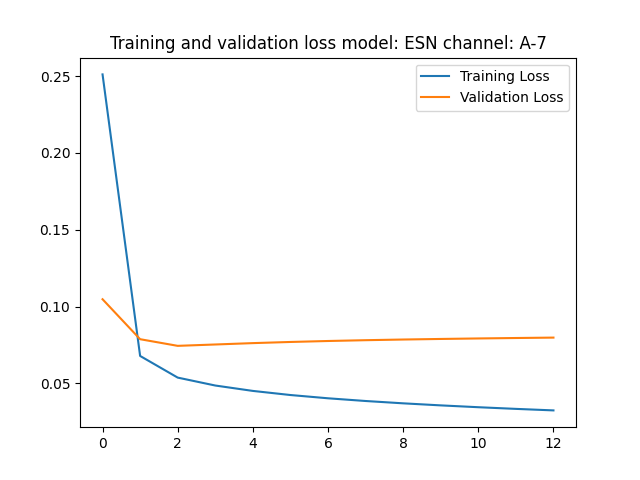 Training and validation loss model: ESN channel: A-7
Training Loss
Validation Loss
0.25
0.20
0.15
0.10
0.05
0 2 4 6 8 10 12